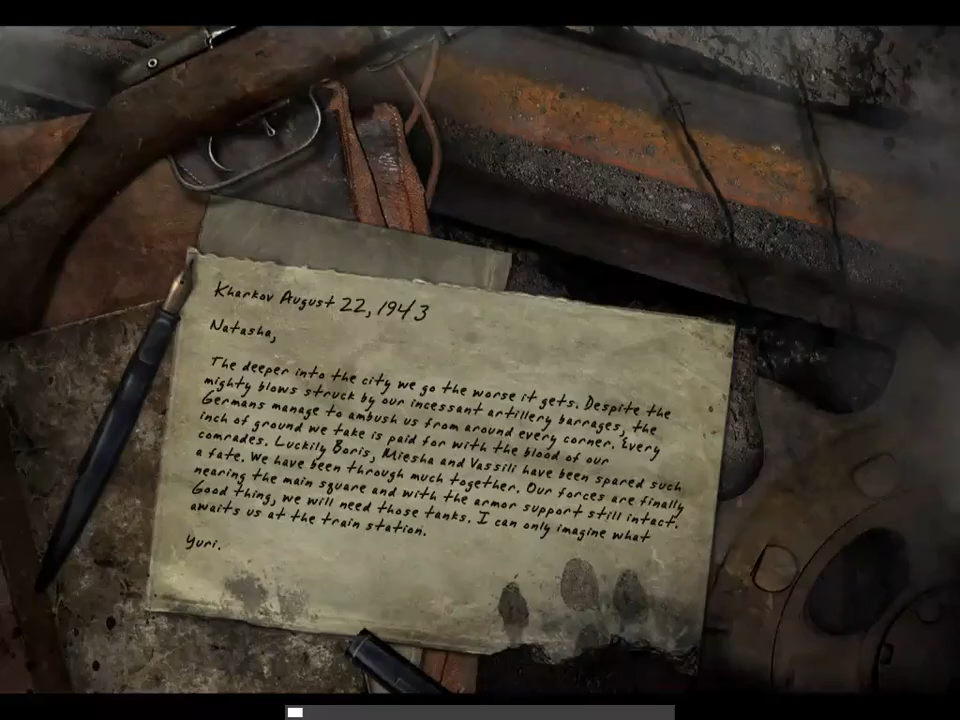 Kharkov August 22, 1943
Natasha,
The deeper into the city we go the worse it gets. Despite the
mighty blows struck by our incessant artillery barrages, the
Germans manage to ambush us from around every corner. Every
inch of ground we take is paid for with the blood of our
comrades. Luckily Boris, Miesha and Vassili have been spared such
a fate. We have been through much together. Our forces are finally
nearing the main square and with the armor support still intact.
Good thing, we will need those tanks. I can only imagine what
awaits us at the train station.
Yuri.